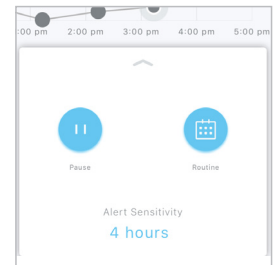 :00 pm 2:00 pm 3:00 pm 4:00 pm 5:00 pm
Pause Routine
Alert Sensitivity
4 hours